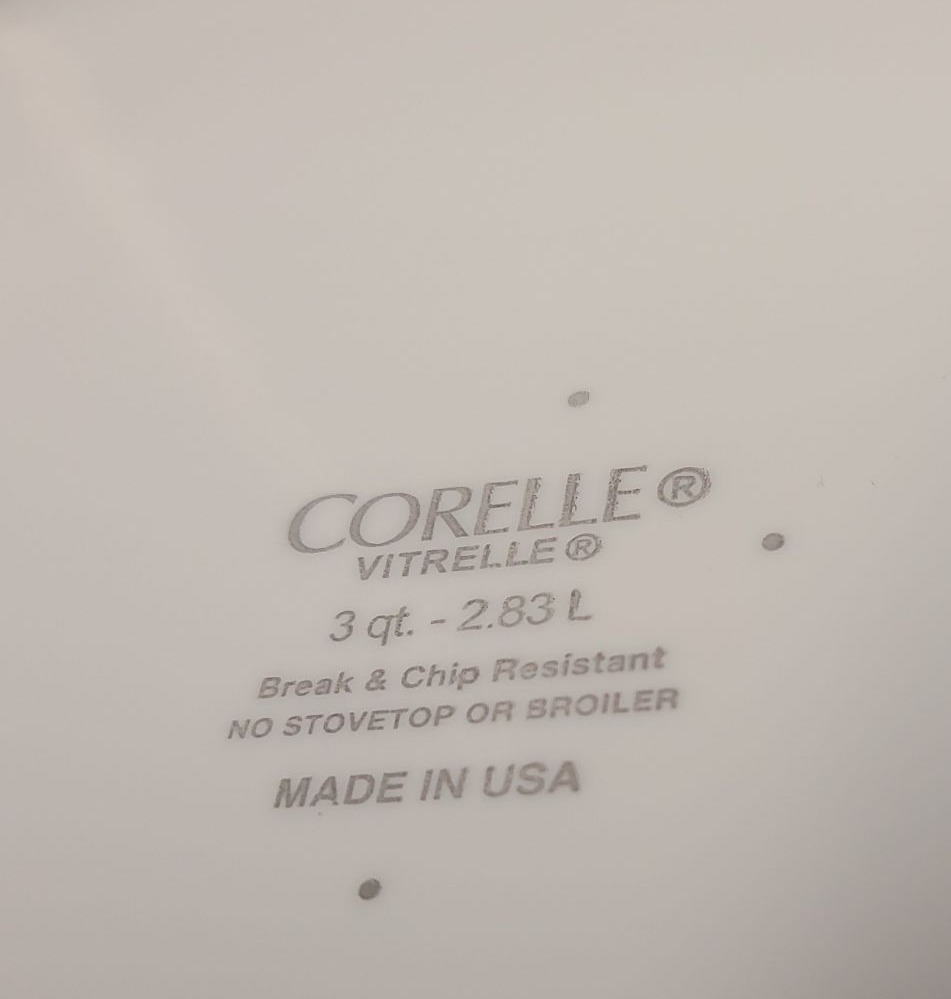 CORELLE®
VITRELLE®
3 qt. - 2.83 L
Break & Chip Resistant
NO STOVETOP OR BROILER
MADE IN USA